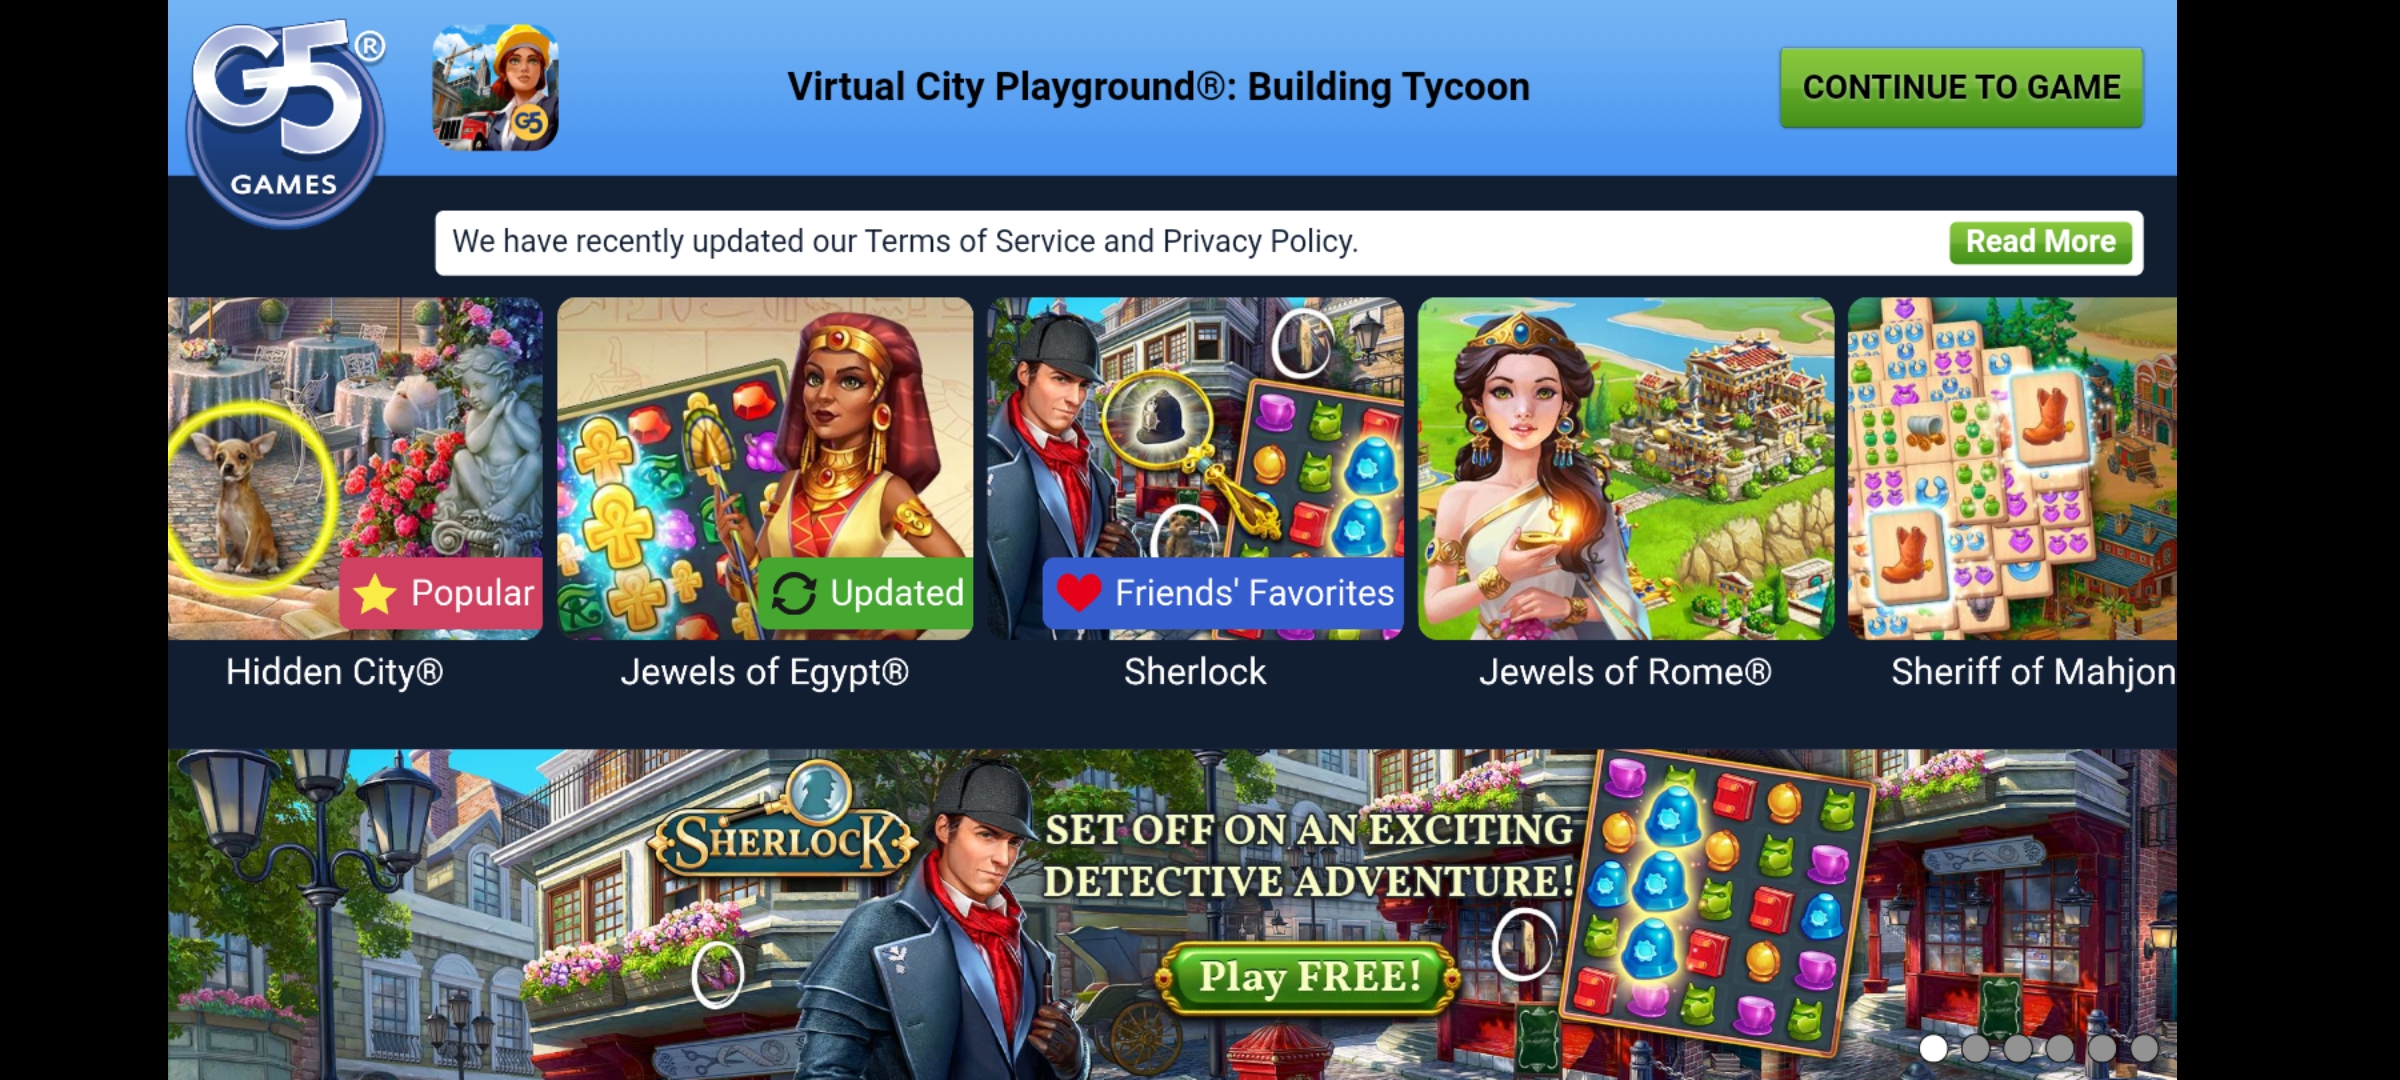 G5®
GAMES
G5
Virtual City Playground®: Building Tycoon
CONTINUE TO GAME
We have recently updated our Terms of Service and Privacy Policy.
Read More
Popular
Updated
Friends' Favorites
Hidden City®
Jewels of Egypt®
Sherlock
Jewels of Rome®
Sheriff of Mahjon
SHERLOCK
SET OFF ON AN EXCITING
DETECTIVE ADVENTURE!
Play FREE!